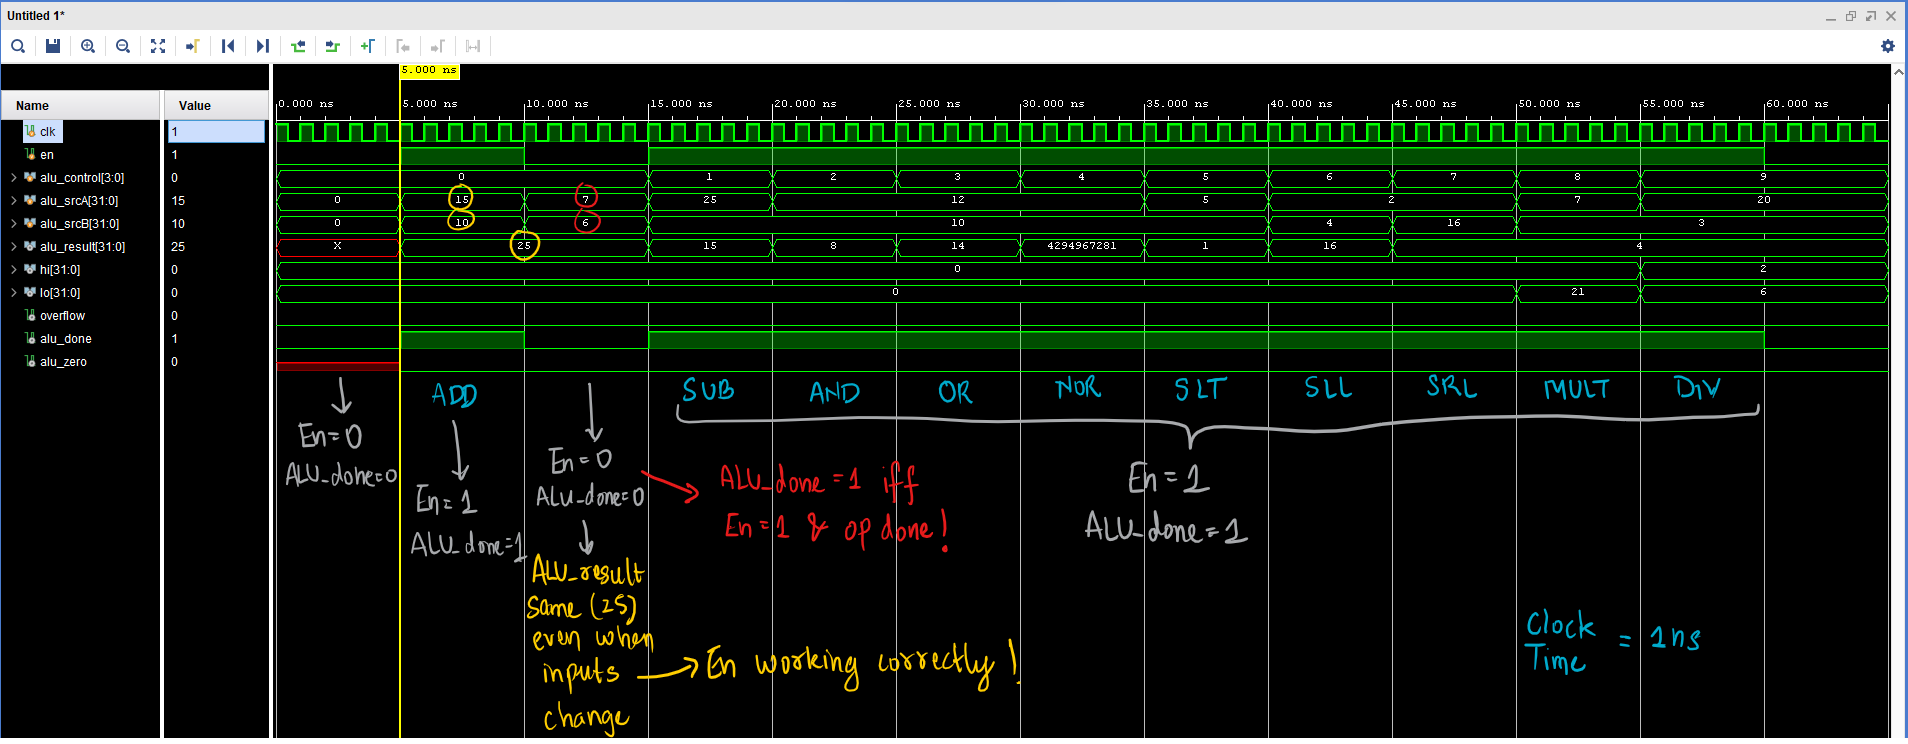 Untitled 1*
5.000 ns
Name Value
0.000 ns 5.000 ns 10.000 ns 15.000 ns 20.000 ns 25.000 ns 30.000 ns 35.000 ns 40.000 ns 45.000 ns 50.000 ns 55.000 ns 60.000 ns
clk 1
en 1
alu_control[3:0] 0 0 1 2 3 4 5 6 7 8 9
alu_srcA[31:0] 15 0 15 7 25 12 5 2 7 20
alu_srcB[31:0] 10 0 10 6 10 4 16 3
alu_result[31:0] 25 X 25 15 8 14 4294967281 1 16 4
hi[31:0] 0 0 2
lo[31:0] 0 0 21 6
overflow 0
alu_done 1
alu_zero 0
ADD SUB AND OR NOR SLT SLL SRL MULT DIV
En=0
ALU_done=0
En=1
ALU_done=1
En=0
ALU_done=0
ALU_done=1 iff
En=1 & op done!
En=1
ALU_done=1
ALU_result
same (25)
even when
inputs
change
En working correctly!
Clock
Time = 1ns